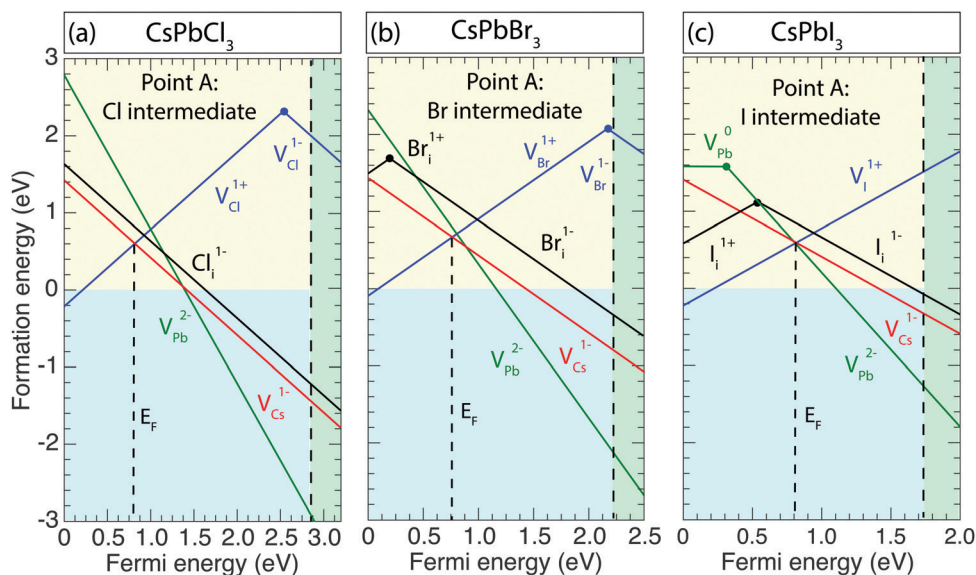 (a) CsPbCl₃
(b) CsPbBr₃
(c) CsPbI₃
Formation energy (eV)
3
2
1
0
-1
-2
-3
Point A:
Cl intermediate
V_Cl^1-
V_Cl^1+
Cl_i^1-
V_Pb^2-
V_Cs^1-
E_F
0 0.5 1.0 1.5 2.0 2.5 3.0
Fermi energy (eV)
Point A:
Br intermediate
Br_i^1+
V_Br^1+
V_Br^1-
Br_i^1-
V_Pb^2-
V_Cs^1-
E_F
0 0.5 1.0 1.5 2.0 2.5
Fermi energy (eV)
Point A:
I intermediate
V_Pb^0
V_I^1+
I_i^1+
I_i^1-
V_Cs^1-
V_Pb^2-
E_F
0 0.5 1.0 1.5 2.0
Fermi energy (eV)